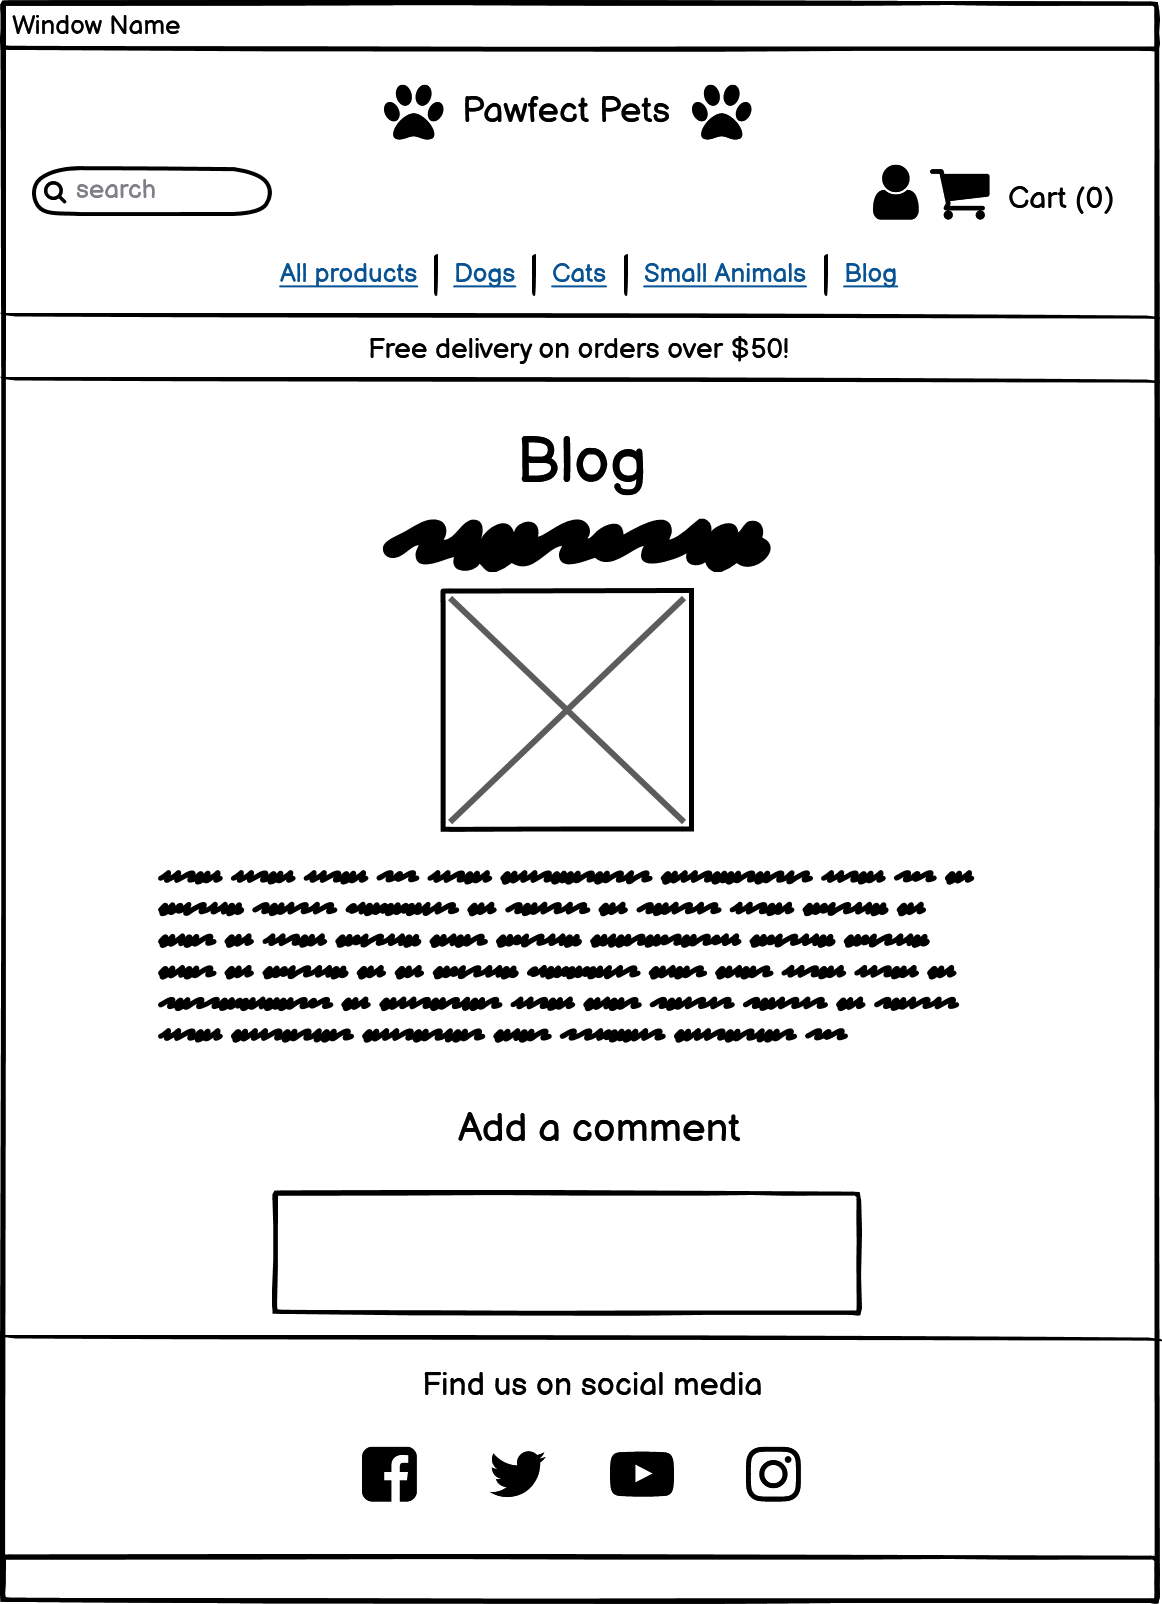 Window Name
Pawfect Pets
search
Cart (0)
All products Dogs Cats Small Animals Blog
Free delivery on orders over $50!
Blog
Add a comment
Find us on social media